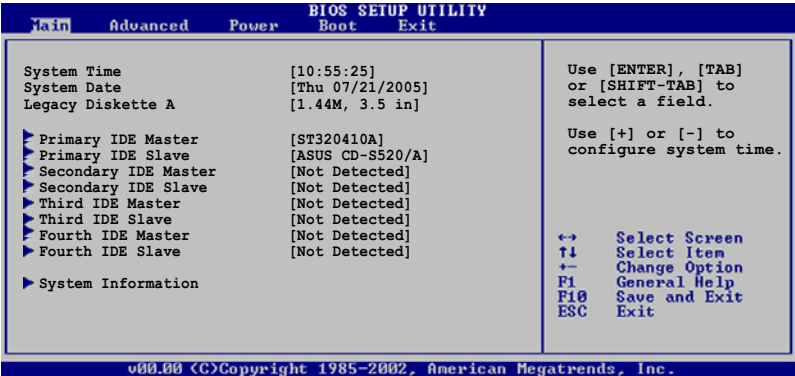 BIOS SETUP UTILITY
Main Advanced Power Boot Exit
System Time [10:55:25]
System Date [Thu 07/21/2005]
Legacy Diskette A [1.44M, 3.5 in]
Primary IDE Master [ST320410A]
Primary IDE Slave [ASUS CD-S520/A]
Secondary IDE Master [Not Detected]
Secondary IDE Slave [Not Detected]
Third IDE Master [Not Detected]
Third IDE Slave [Not Detected]
Fourth IDE Master [Not Detected]
Fourth IDE Slave [Not Detected]
System Information
Use [ENTER], [TAB]
or [SHIFT-TAB] to
select a field.
Use [+] or [-] to
configure system time.
↔ Select Screen
↑↓ Select Item
+- Change Option
F1 General Help
F10 Save and Exit
ESC Exit
v00.00 (C)Copyright 1985-2002, American Megatrends, Inc.